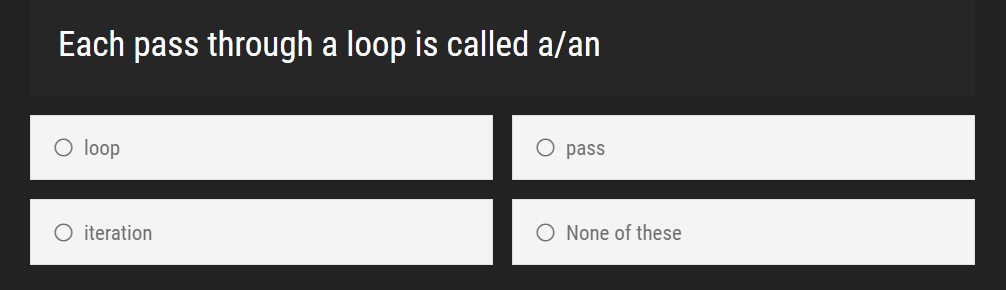 Each pass through a loop is called a/an
loop
pass
iteration
None of these